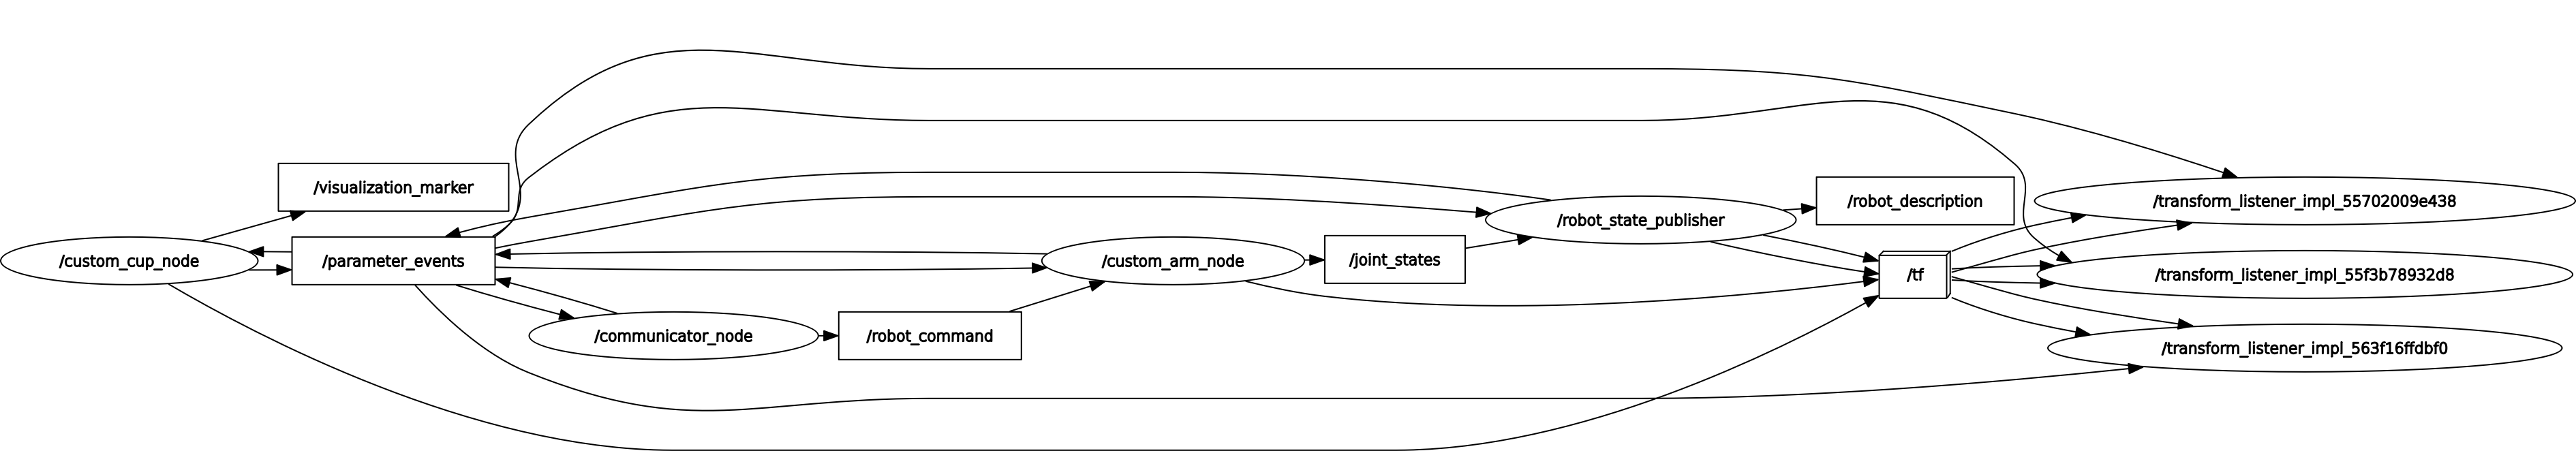 /visualization_marker
/custom_cup_node
/parameter_events
/communicator_node
/robot_command
/custom_arm_node
/joint_states
/robot_state_publisher
/robot_description
/tf
/transform_listener_impl_55702009e438
/transform_listener_impl_55f3b78932d8
/transform_listener_impl_563f16ffdbf0